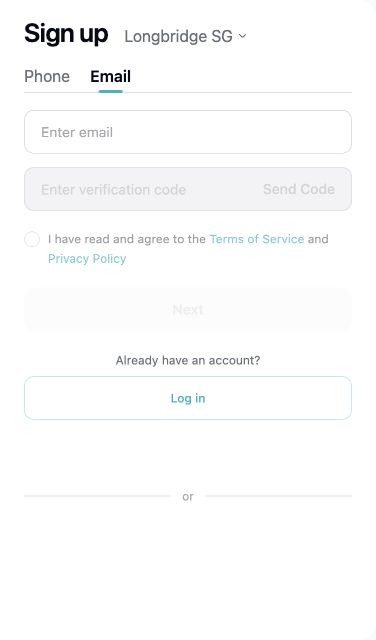 Sign up Longbridge SG
Phone Email
Enter email
Enter verification code Send Code
I have read and agree to the Terms of Service and
Privacy Policy
Next
Already have an account?
Log in
or